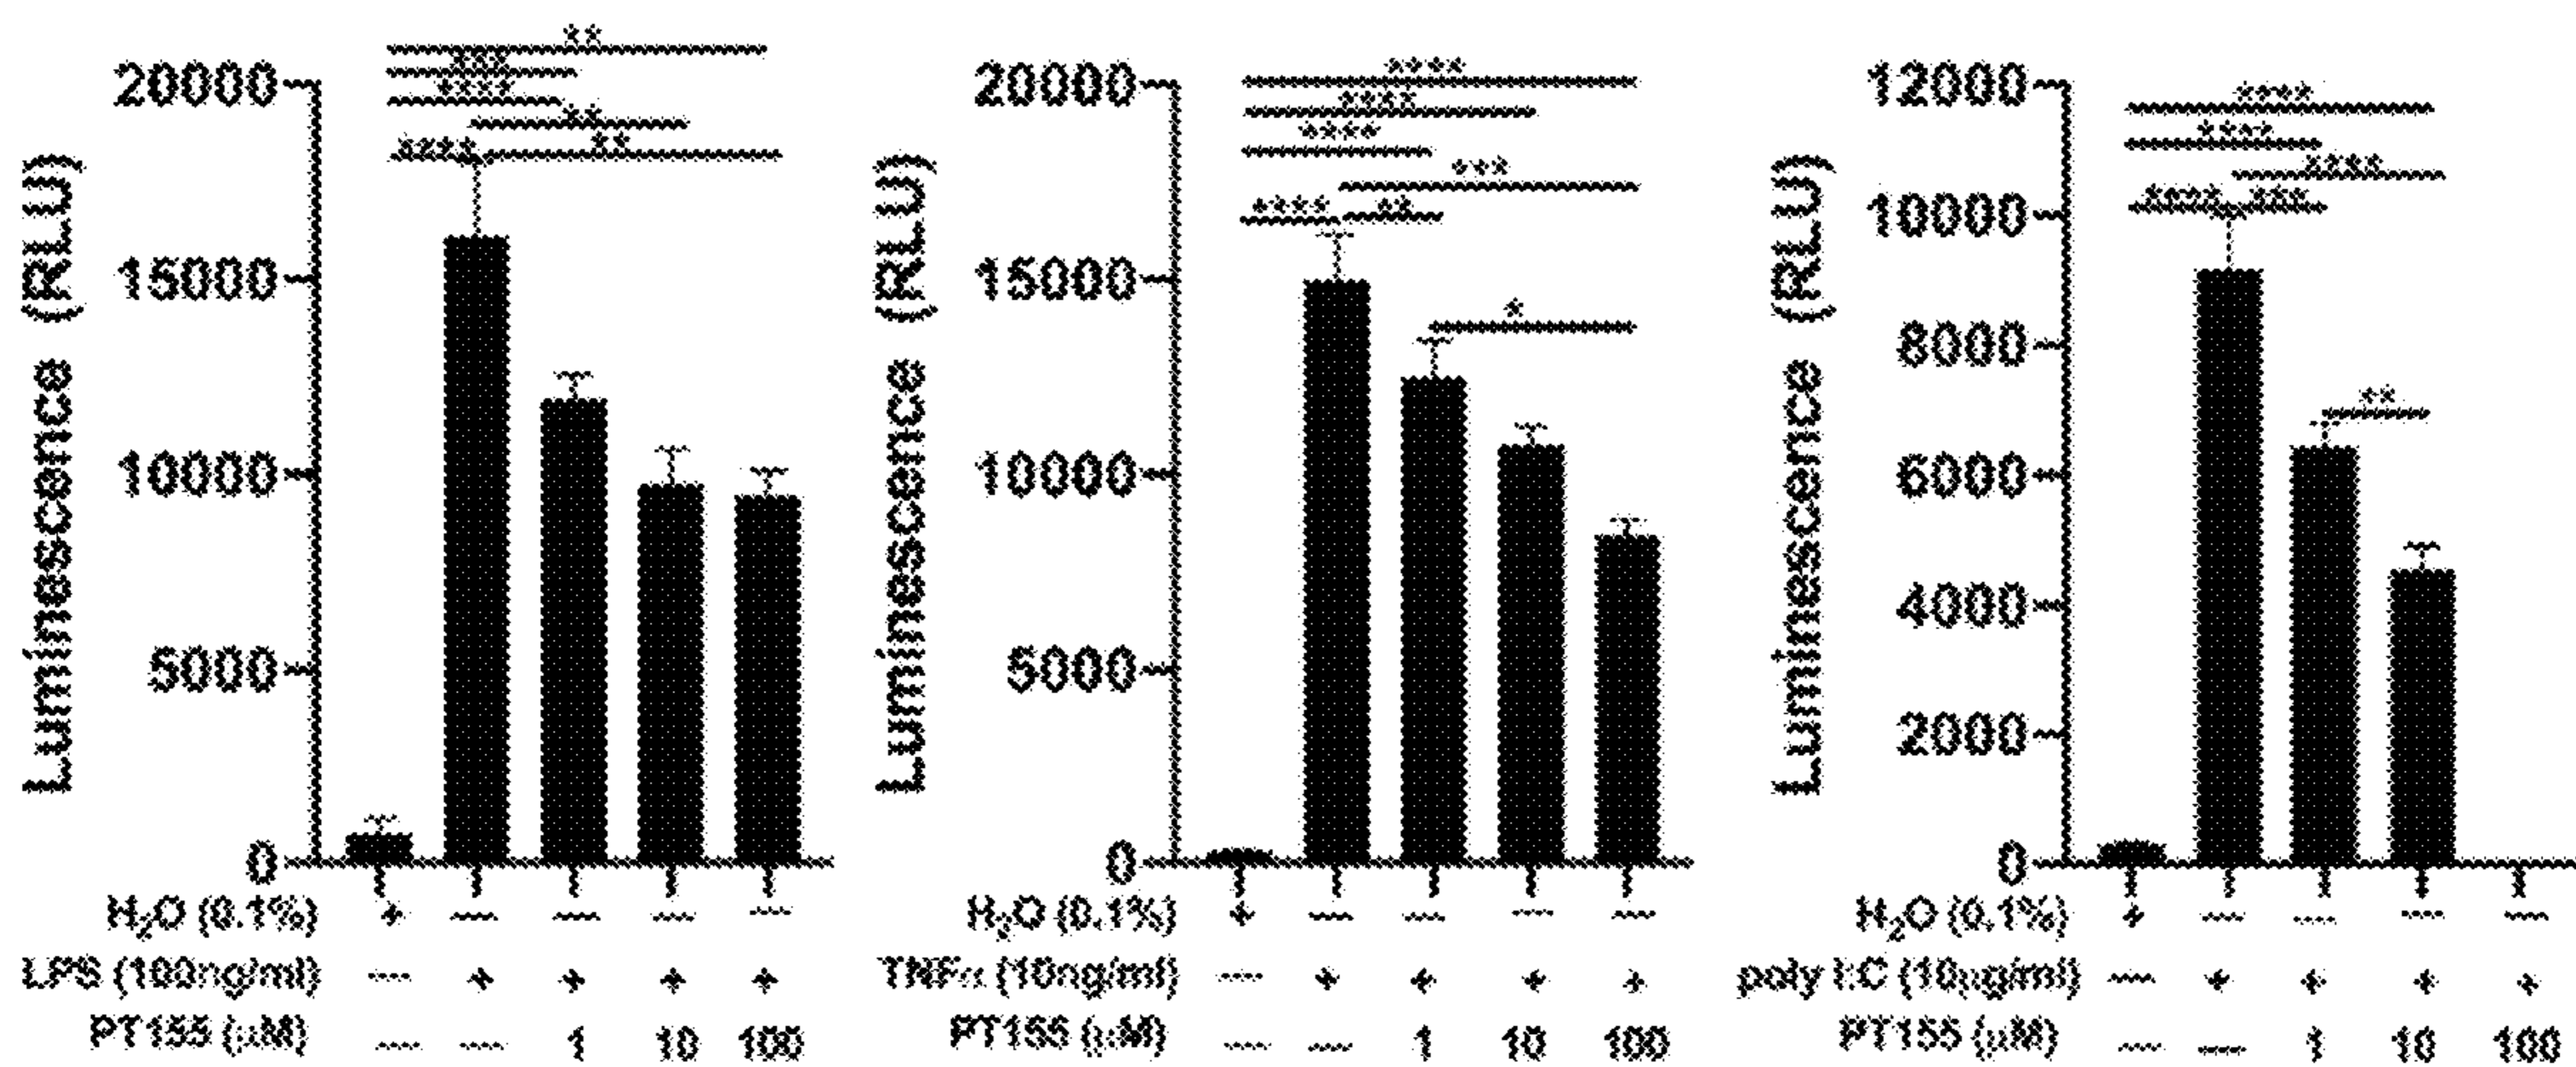 **
***
****
**
**** **
20000
15000
10000
5000
0
Luminescence (RLU)
H₂O (0.1%) + — — — —
LPS (100ng/ml) — + + + +
PT155 (μM) — — 1 10 100
****
****
****
***
**** **
*
20000
15000
10000
5000
0
Luminescence (RLU)
H₂O (0.1%) + — — — —
TNFα (10ng/ml) — + + + +
PT155 (μM) — — 1 10 100
****
****
****
**** ***
**
12000
10000
8000
6000
4000
2000
0
Luminescence (RLU)
H₂O (0.1%) + — — — —
poly I:C (10μg/ml) — + + + +
PT155 (μM) — — 1 10 100